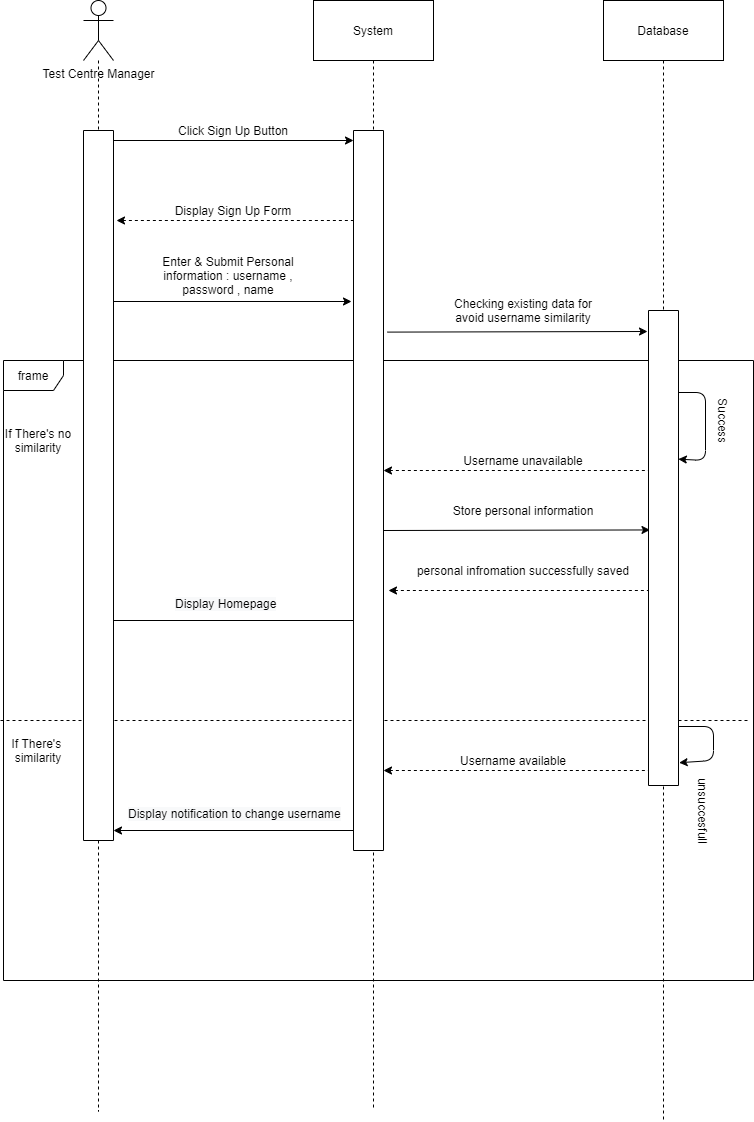 System
Database
Test Centre Manager
Click Sign Up Button
Display Sign Up Form
Enter & Submit Personal
information : username ,
password , name
Checking existing data for
avoid username similarity
frame
Success
If There's no
similarity
Username unavailable
Store personal information
personal infromation successfully saved
Display Homepage
If There's
similarity
Username available
unsuccesfull
Display notification to change username